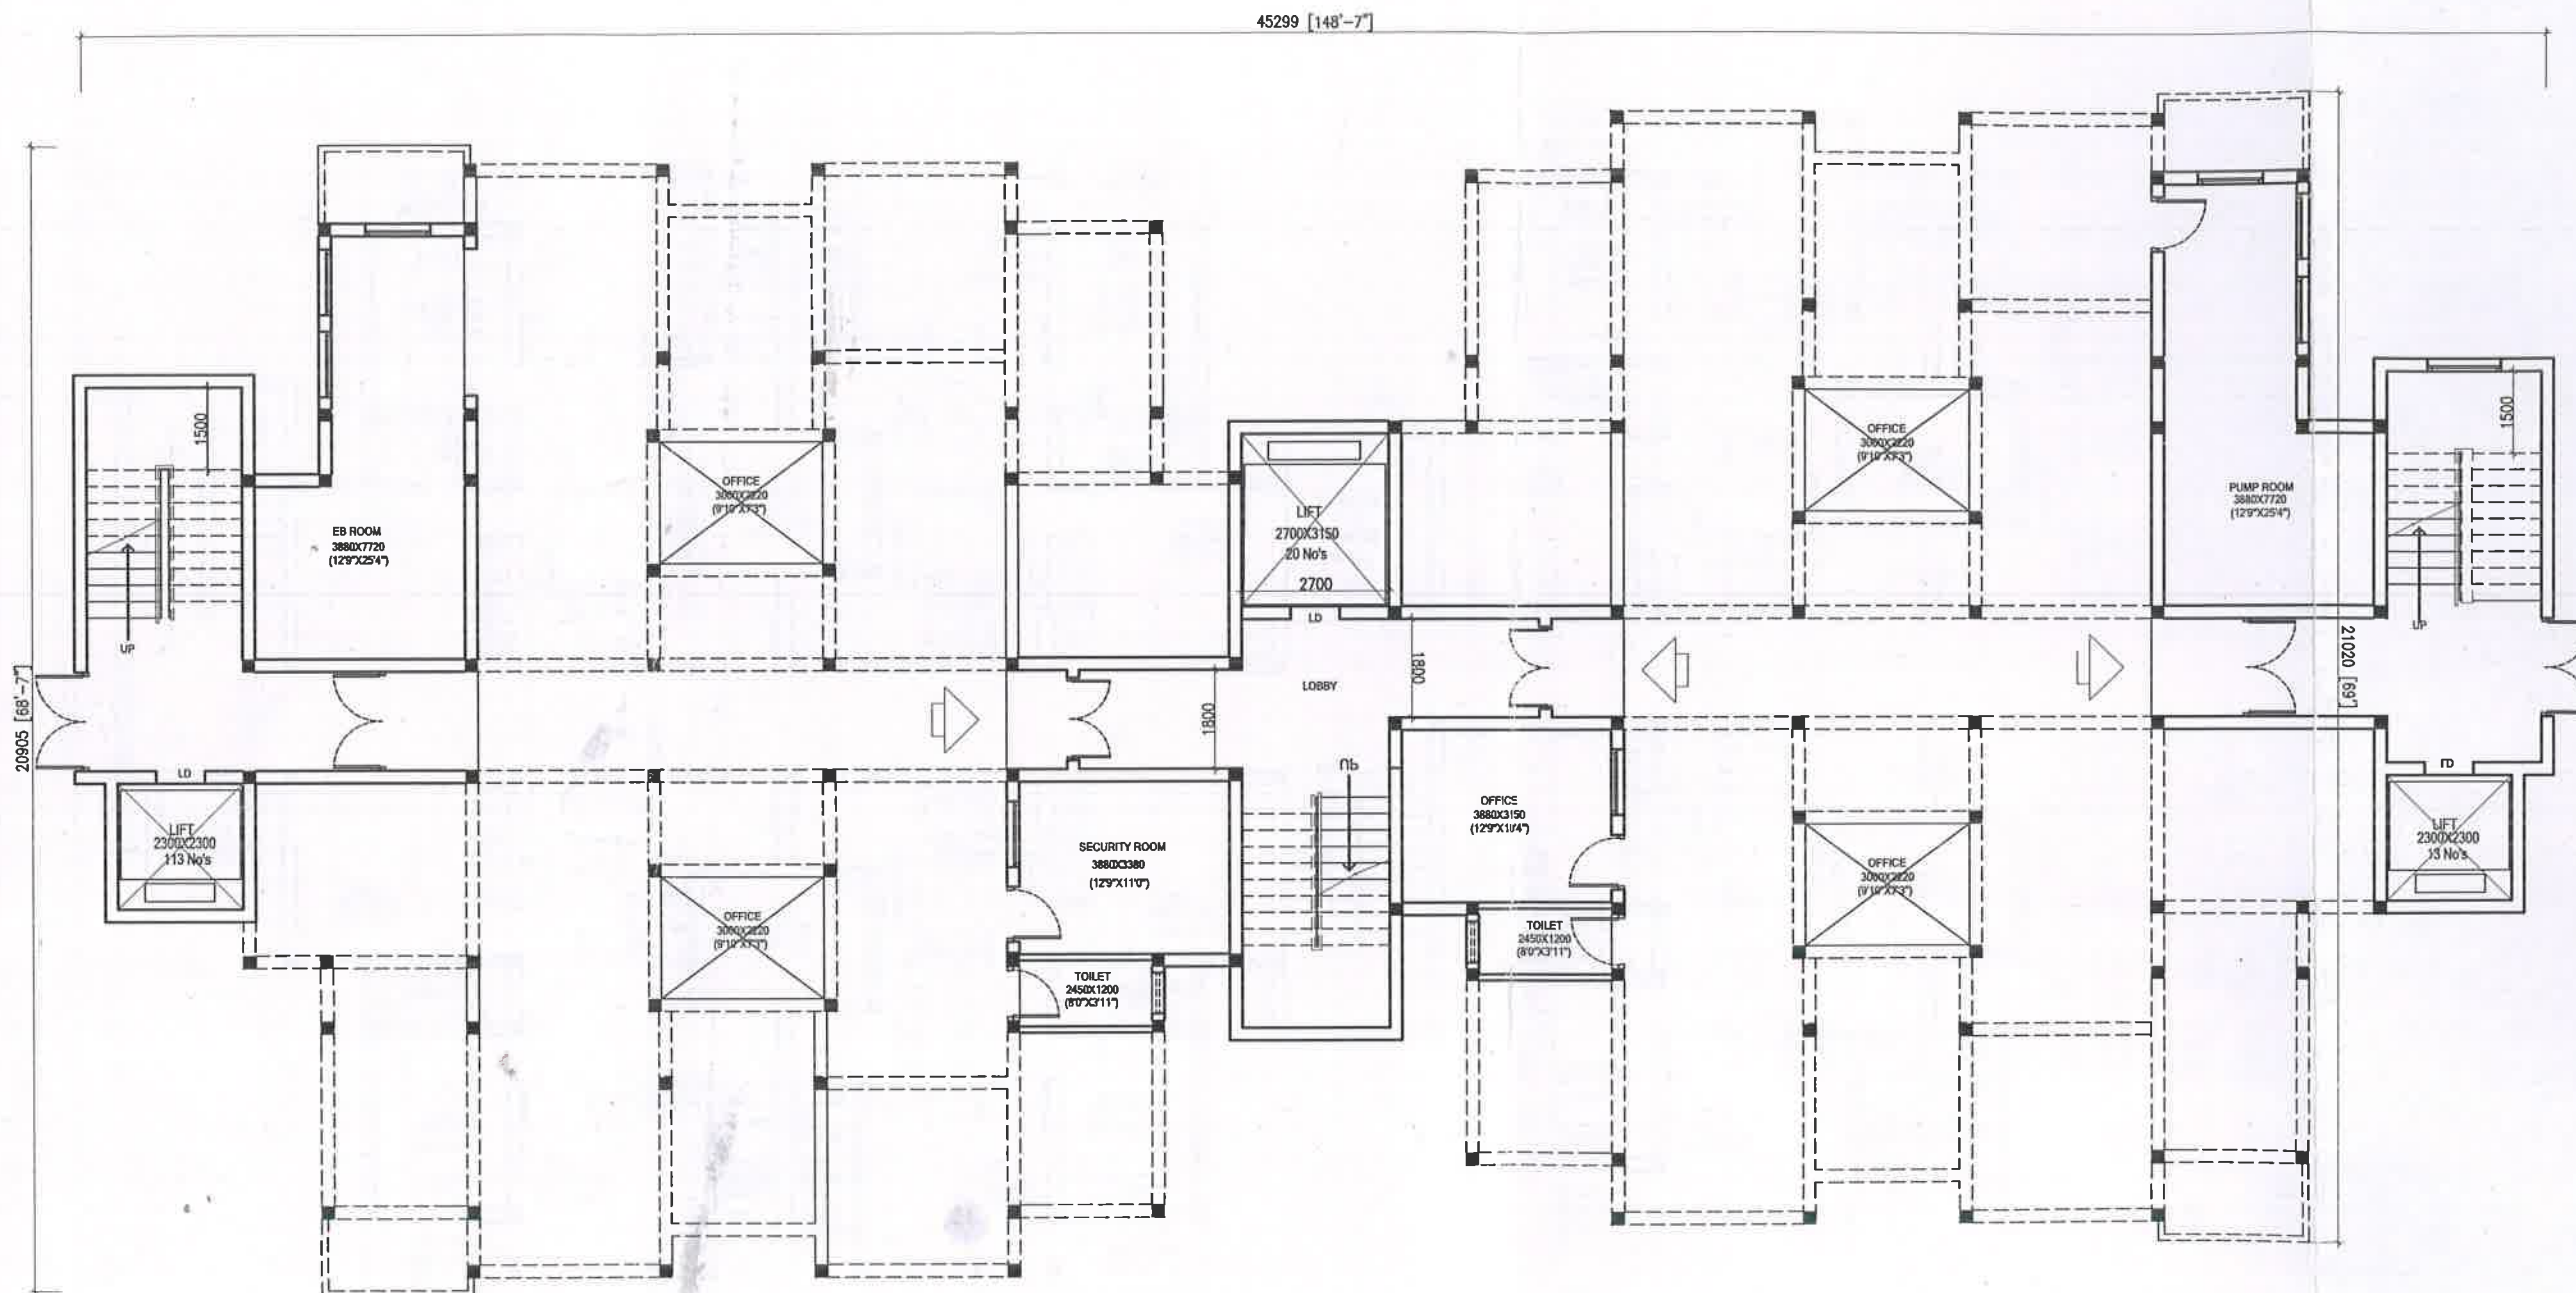 45299 [148'-7"]
20905 [68'-7"]
1500
UP
EB ROOM
3880X7720
(12'9"X25'4")
LD
LIFT
2300X2300
113 No's
OFFICE
3000X2220
(9'10"X7'3")
OFFICE
3000X2220
(9'10"X7'3")
SECURITY ROOM
3880X3380
(12'9"X11'0")
TOILET
2450X1200
(8'0"X3'11")
LIFT
2700X3150
20 No's
2700
LD
LOBBY
1800
1800
UP
OFFICE
3880X3150
(12'9"X10'4")
TOILET
2450X1200
(8'0"X3'11")
OFFICE
3000X2220
(9'10"X7'3")
OFFICE
3000X2220
(9'10"X7'3")
PUMP ROOM
3880X7720
(12'9"X25'4")
1500
UP
21020 [69']
LD
LIFT
2300X2300
13 No's